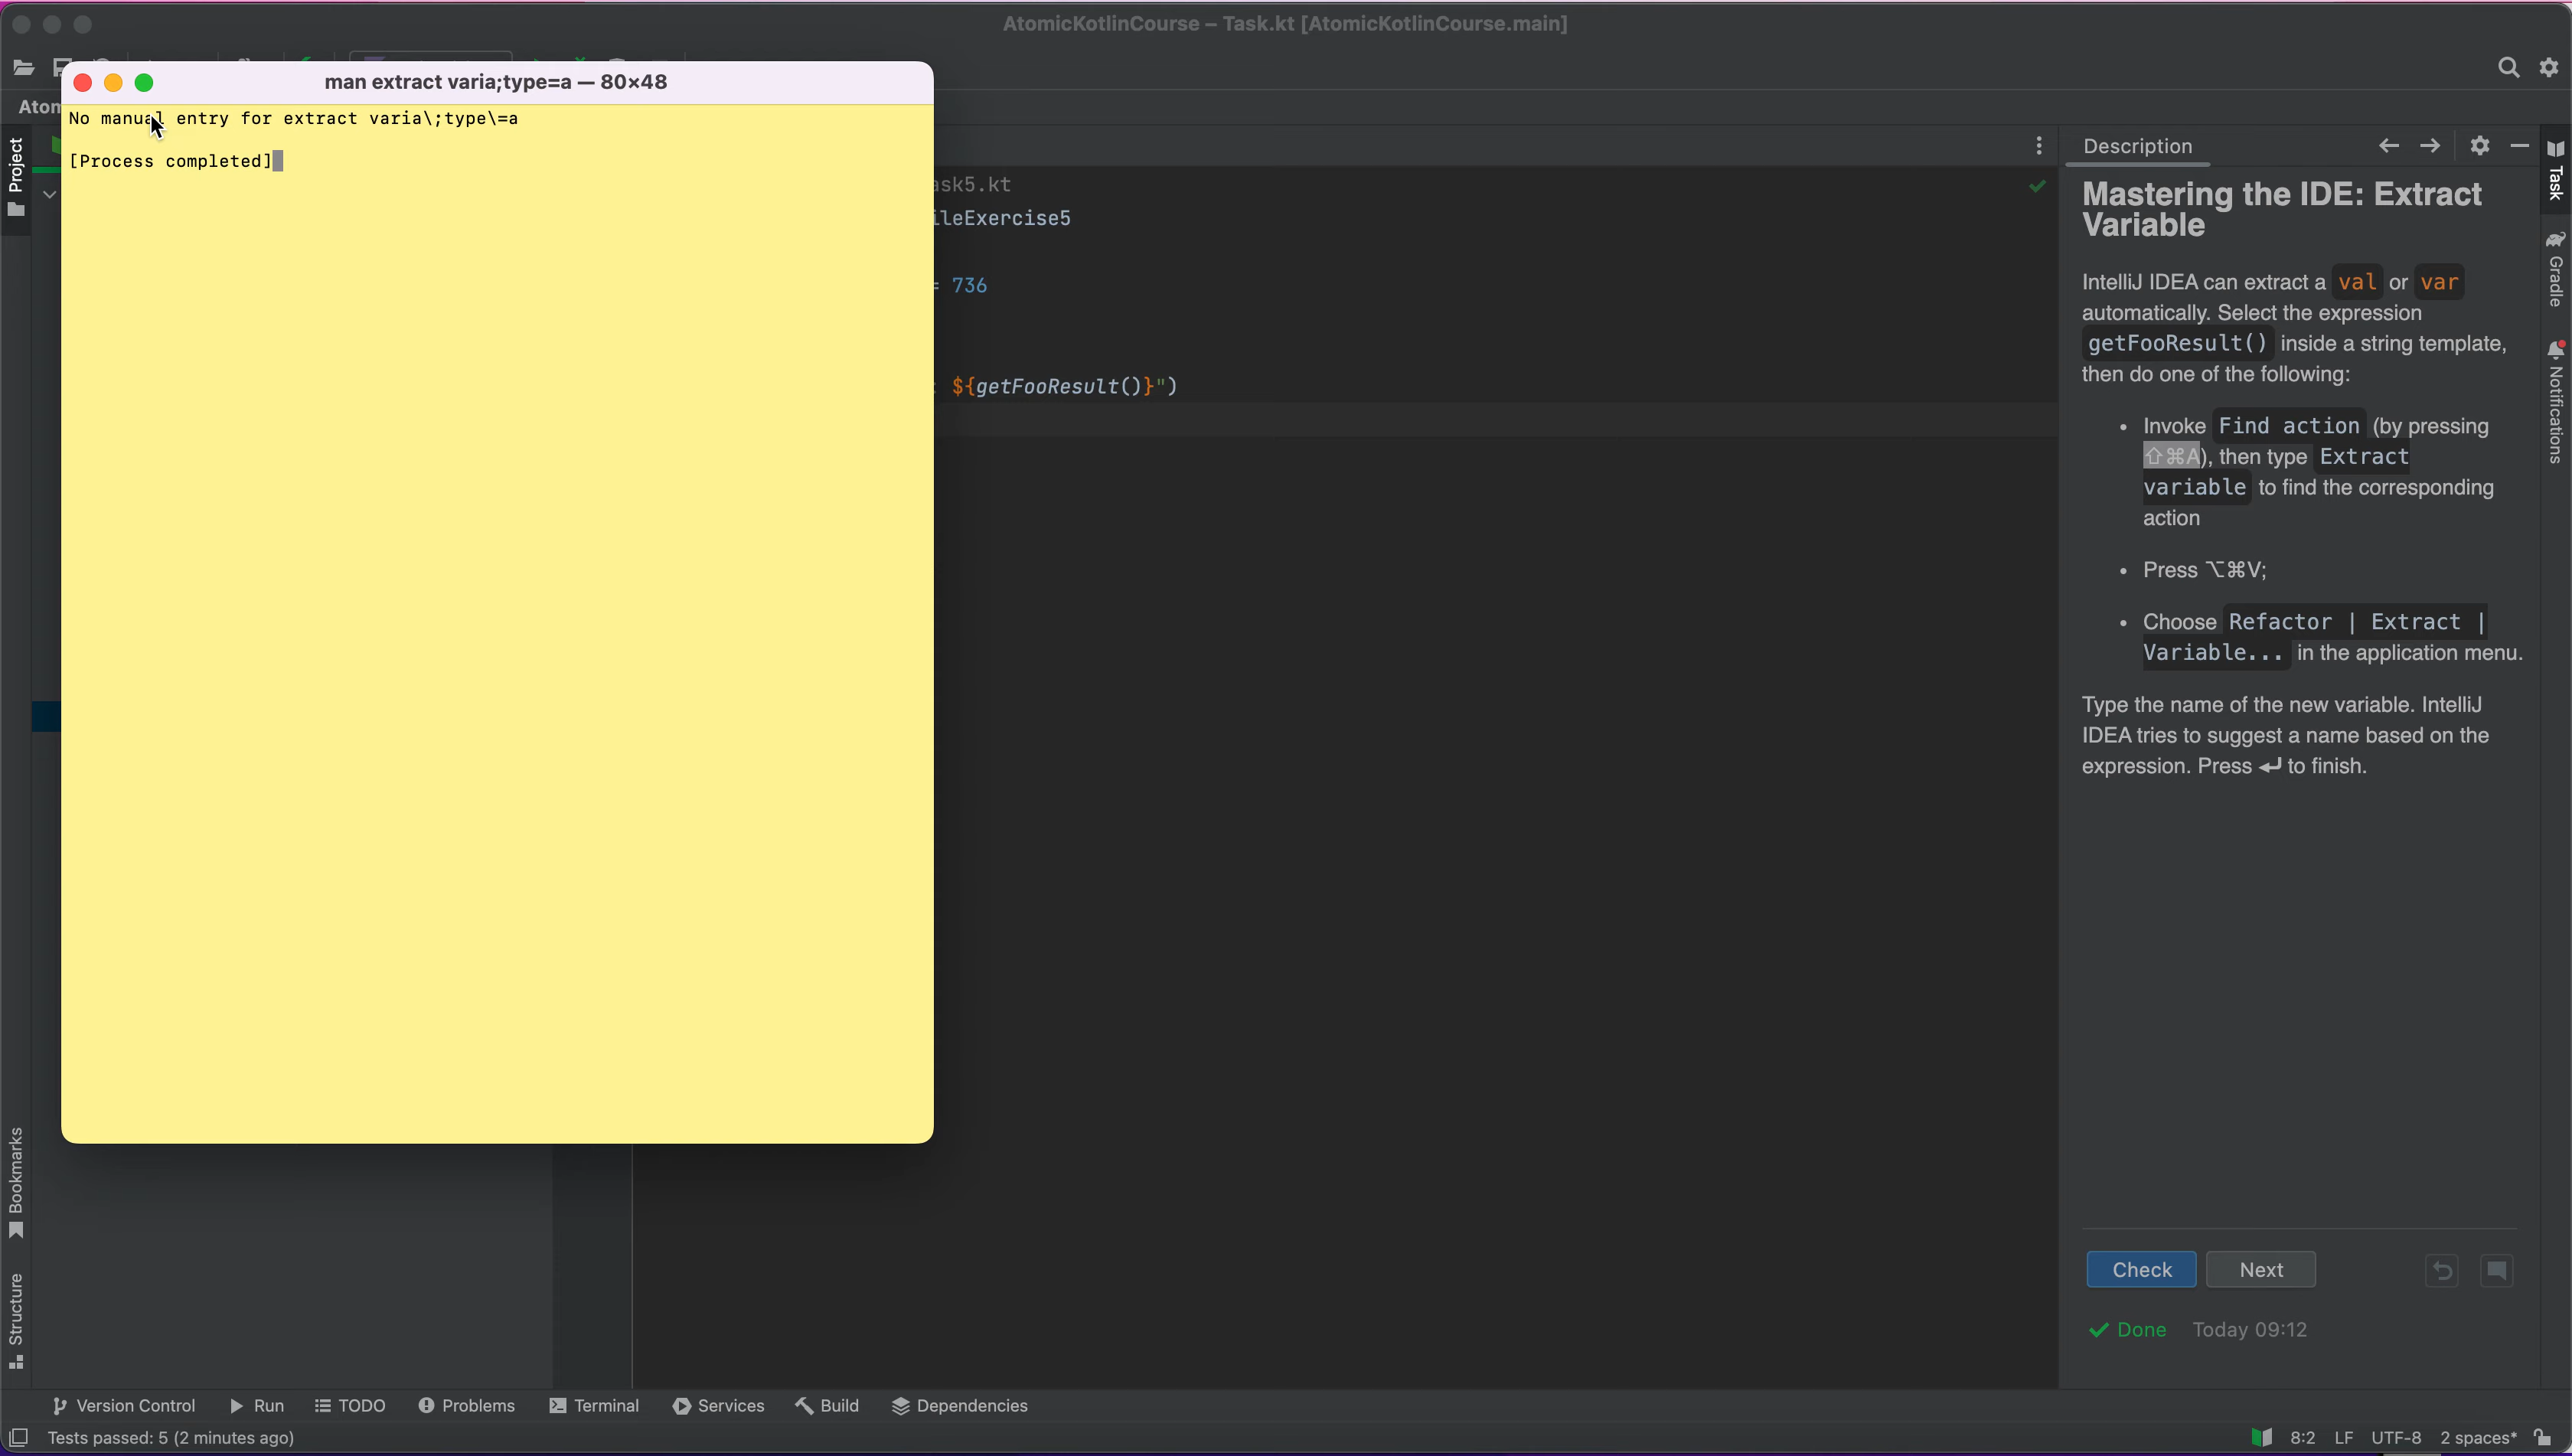 AtomicKotlinCourse – Task.kt [AtomicKotlinCourse.main]
man extract varia;type=a — 80×48
Atom
No manual entry for extract varia\;type\=a
[Process completed]
Project
Bookmarks
Structure
ask5.kt
ileExercise5
= 736
: ${getFooResult()}")
Description
Mastering the IDE: Extract
Variable
IntelliJ IDEA can extract a val or var
automatically. Select the expression
getFooResult() inside a string template,
then do one of the following:
• Invoke Find action (by pressing
⇧⌘A), then type Extract
variable to find the corresponding
action
• Press ⌥⌘V;
• Choose Refactor | Extract |
Variable... in the application menu.
Type the name of the new variable. IntelliJ
IDEA tries to suggest a name based on the
expression. Press ↵ to finish.
Check Next
Done Today 09:12
Task
Gradle
Notifications
Version Control Run TODO Problems Terminal Services Build Dependencies
Tests passed: 5 (2 minutes ago) 8:2 LF UTF-8 2 spaces*